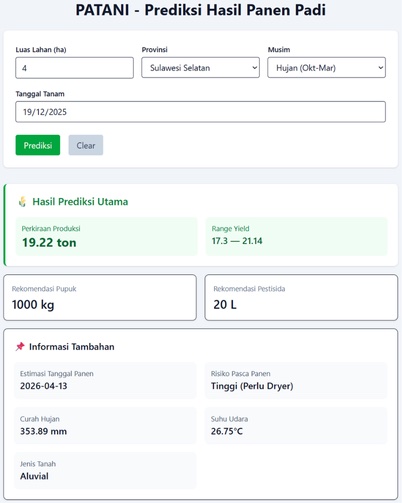 PATANI - Prediksi Hasil Panen Padi
Luas Lahan (ha)
Provinsi
Musim
4
Sulawesi Selatan
Hujan (Okt-Mar)
Tanggal Tanam
19/12/2025
Prediksi
Clear
Hasil Prediksi Utama
Perkiraan Produksi
19.22 ton
Range Yield
17.3 — 21.14
Rekomendasi Pupuk
1000 kg
Rekomendasi Pestisida
20 L
Informasi Tambahan
Estimasi Tanggal Panen
2026-04-13
Risiko Pasca Panen
Tinggi (Perlu Dryer)
Curah Hujan
353.89 mm
Suhu Udara
26.75°C
Jenis Tanah
Aluvial